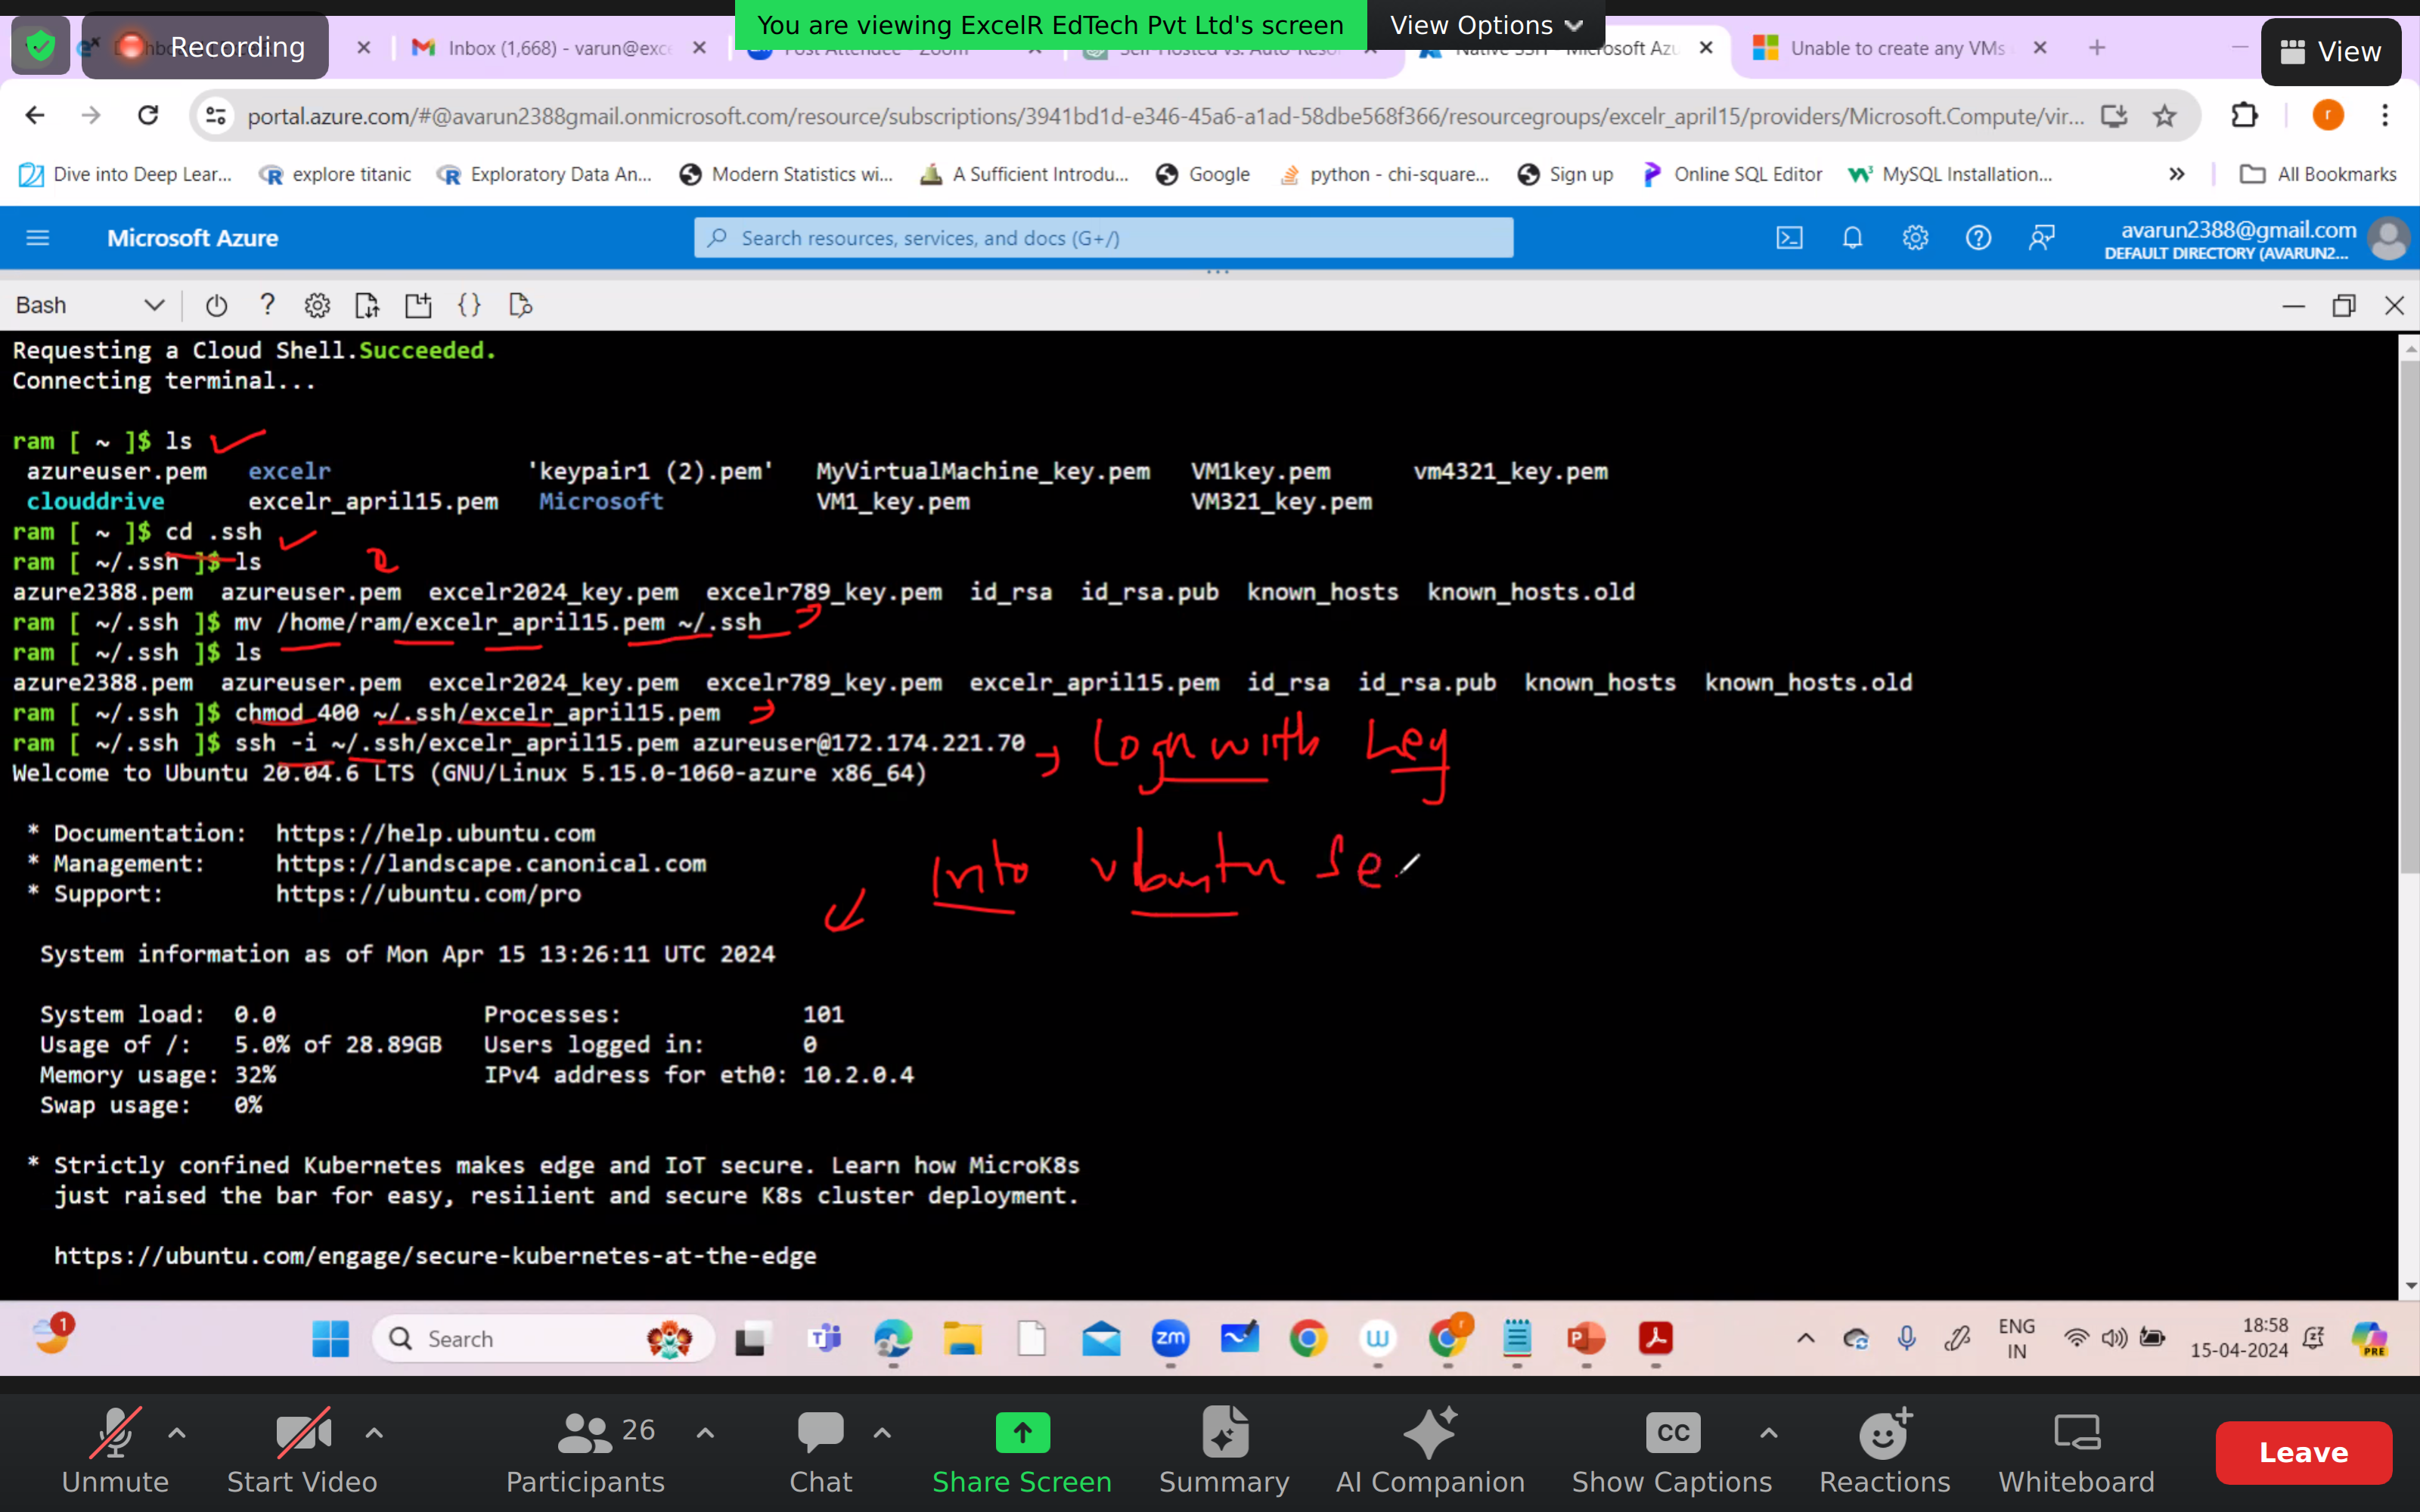 You are viewing ExcelR EdTech Pvt Ltd's screen View Options
Recording Inbox (1,668) - varun@exc Microsoft Azu Unable to create any VMs
View
portal.azure.com/#@avarun2388gmail.onmicrosoft.com/resource/subscriptions/3941bd1d-e346-45a6-a1ad-58dbe568f366/resourcegroups/excelr_april15/providers/Microsoft.Compute/vir... r
Dive into Deep Lear... explore titanic Exploratory Data An... Modern Statistics wi... A Sufficient Introdu... Google python - chi-square... Sign up Online SQL Editor MySQL Installation... » All Bookmarks
Microsoft Azure Search resources, services, and docs (G+/) avarun2388@gmail.com
DEFAULT DIRECTORY (AVARUN2...
Bash
Requesting a Cloud Shell.Succeeded.
Connecting terminal...
ram [ ~ ]$ ls
azureuser.pem excelr 'keypair1 (2).pem' MyVirtualMachine_key.pem VM1key.pem vm4321_key.pem
clouddrive excelr_april15.pem Microsoft VM1_key.pem VM321_key.pem
ram [ ~ ]$ cd .ssh
ram [ ~/.ssh ]$ ls
azure2388.pem azureuser.pem excelr2024_key.pem excelr789_key.pem id_rsa id_rsa.pub known_hosts known_hosts.old
ram [ ~/.ssh ]$ mv /home/ram/excelr_april15.pem ~/.ssh
ram [ ~/.ssh ]$ ls
azure2388.pem azureuser.pem excelr2024_key.pem excelr789_key.pem excelr_april15.pem id_rsa id_rsa.pub known_hosts known_hosts.old
ram [ ~/.ssh ]$ chmod 400 ~/.ssh/excelr_april15.pem
ram [ ~/.ssh ]$ ssh -i ~/.ssh/excelr_april15.pem azureuser@172.174.221.70
Login with key
Welcome to Ubuntu 20.04.6 LTS (GNU/Linux 5.15.0-1060-azure x86_64)
* Documentation: https://help.ubuntu.com
* Management: https://landscape.canonical.com
* Support: https://ubuntu.com/pro
Into ubuntu Se
System information as of Mon Apr 15 13:26:11 UTC 2024
System load: 0.0 Processes: 101
Usage of /: 5.0% of 28.89GB Users logged in: 0
Memory usage: 32% IPv4 address for eth0: 10.2.0.4
Swap usage: 0%
* Strictly confined Kubernetes makes edge and IoT secure. Learn how MicroK8s
just raised the bar for easy, resilient and secure K8s cluster deployment.
https://ubuntu.com/engage/secure-kubernetes-at-the-edge
1 Search zm ENG
IN
18:58
15-04-2024
PRE
Unmute Start Video 26 Participants Chat Share Screen Summary AI Companion CC Show Captions Reactions Whiteboard Leave